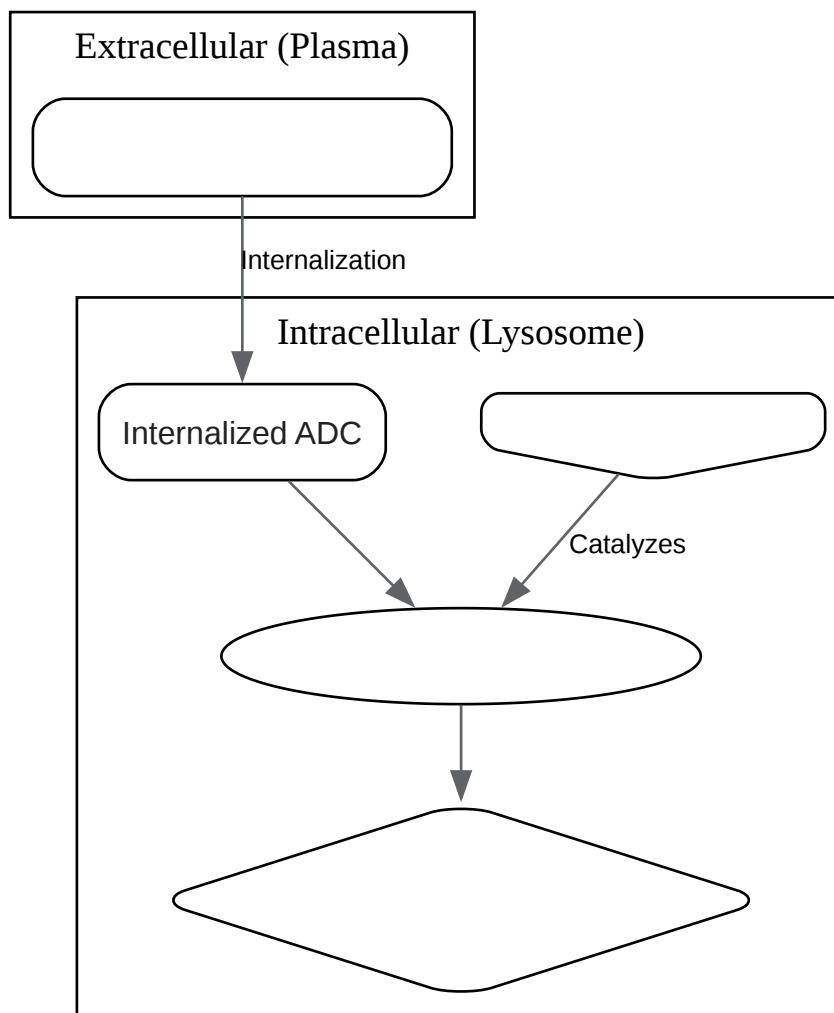 Extracellular (Plasma)
Internalization
Intracellular (Lysosome)
Internalized ADC
Catalyzes